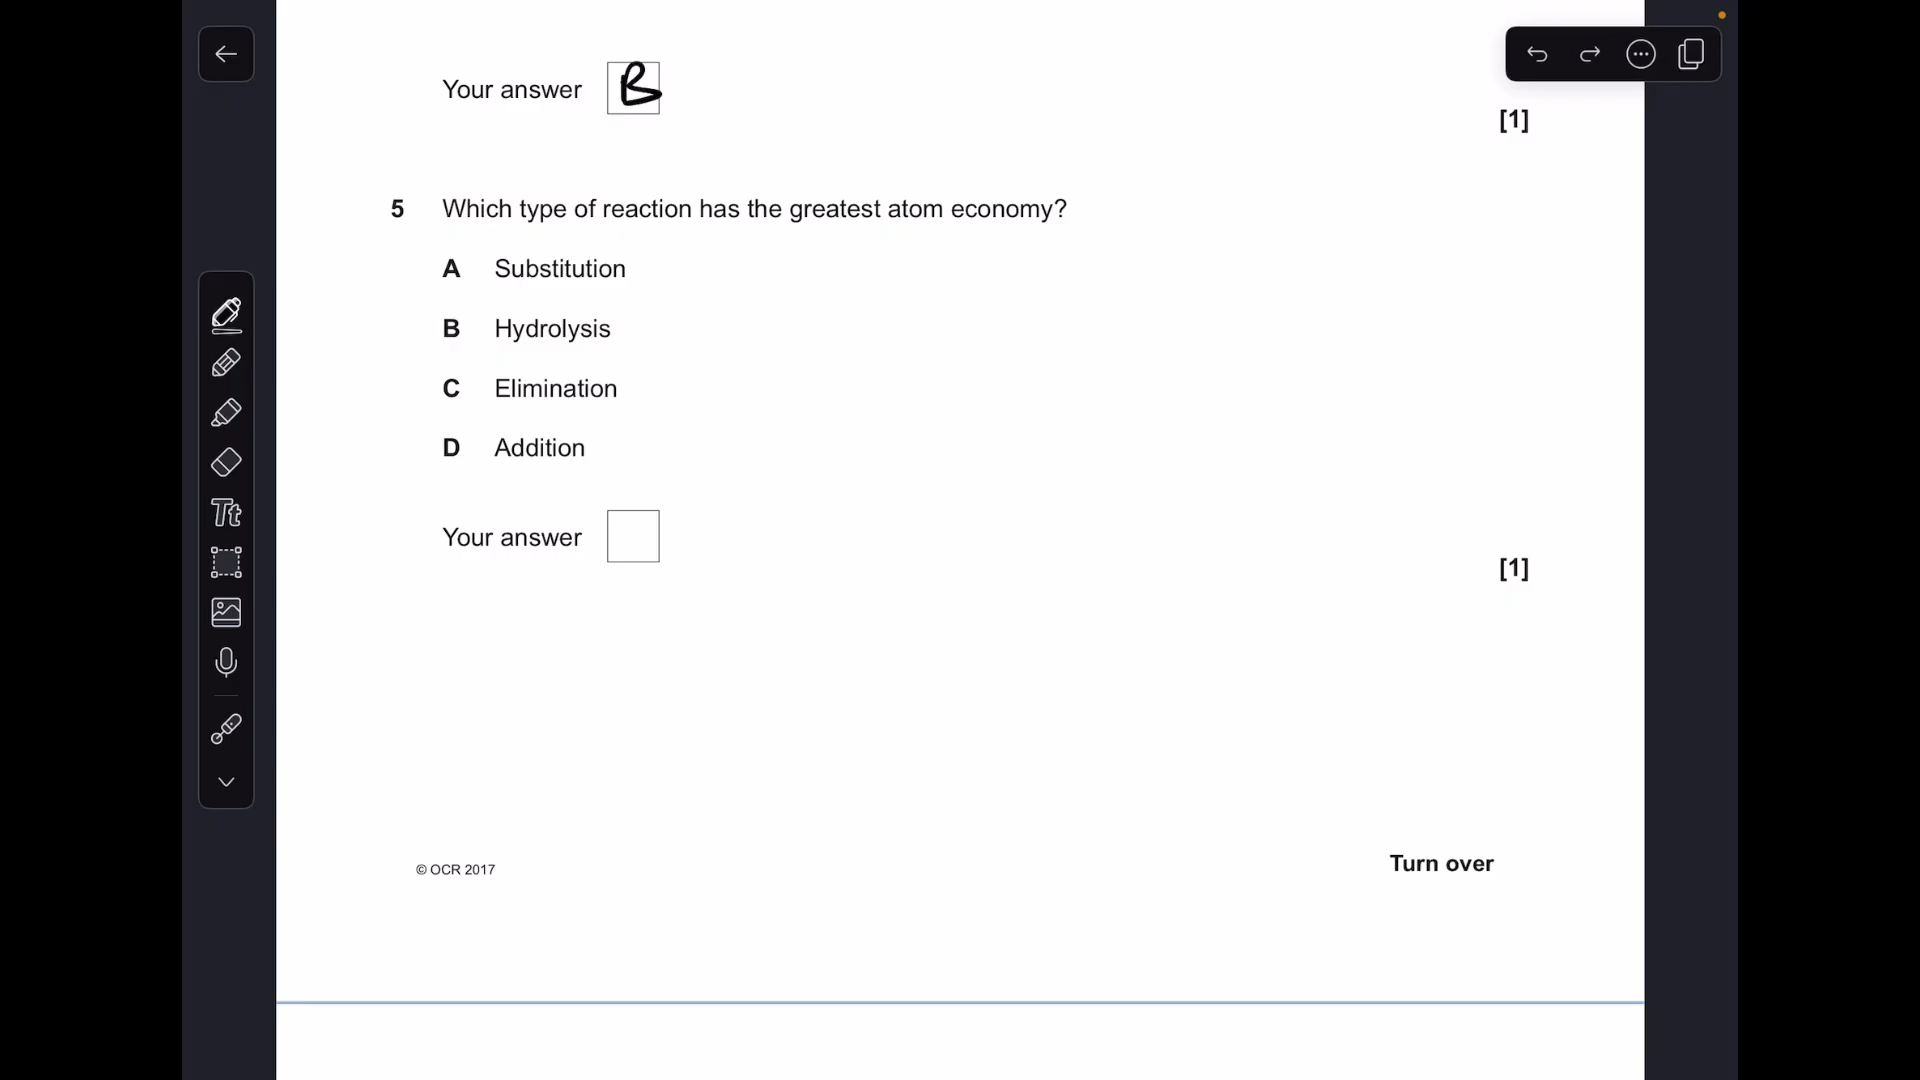 Your answer B
[1]
5 Which type of reaction has the greatest atom economy?
A Substitution
B Hydrolysis
C Elimination
D Addition
Your answer
[1]
© OCR 2017
Turn over
Tt